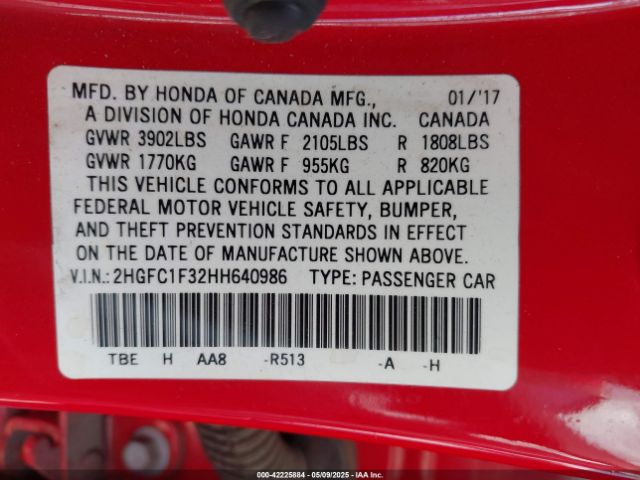 MFD. BY HONDA OF CANADA MFG., 01/'17
A DIVISION OF HONDA CANADA INC. CANADA
GVWR 3902LBS GAWR F 2105LBS R 1808LBS
GVWR 1770KG GAWR F 955KG R 820KG
THIS VEHICLE CONFORMS TO ALL APPLICABLE
FEDERAL MOTOR VEHICLE SAFETY, BUMPER,
AND THEFT PREVENTION STANDARDS IN EFFECT
ON THE DATE OF MANUFACTURE SHOWN ABOVE.
V.I.N.: 2HGFC1F32HH640986 TYPE: PASSENGER CAR
TBE H AA8 -R513 -A -H
000-42225884 | 05/09/2025 | IAA Inc. | Copyright